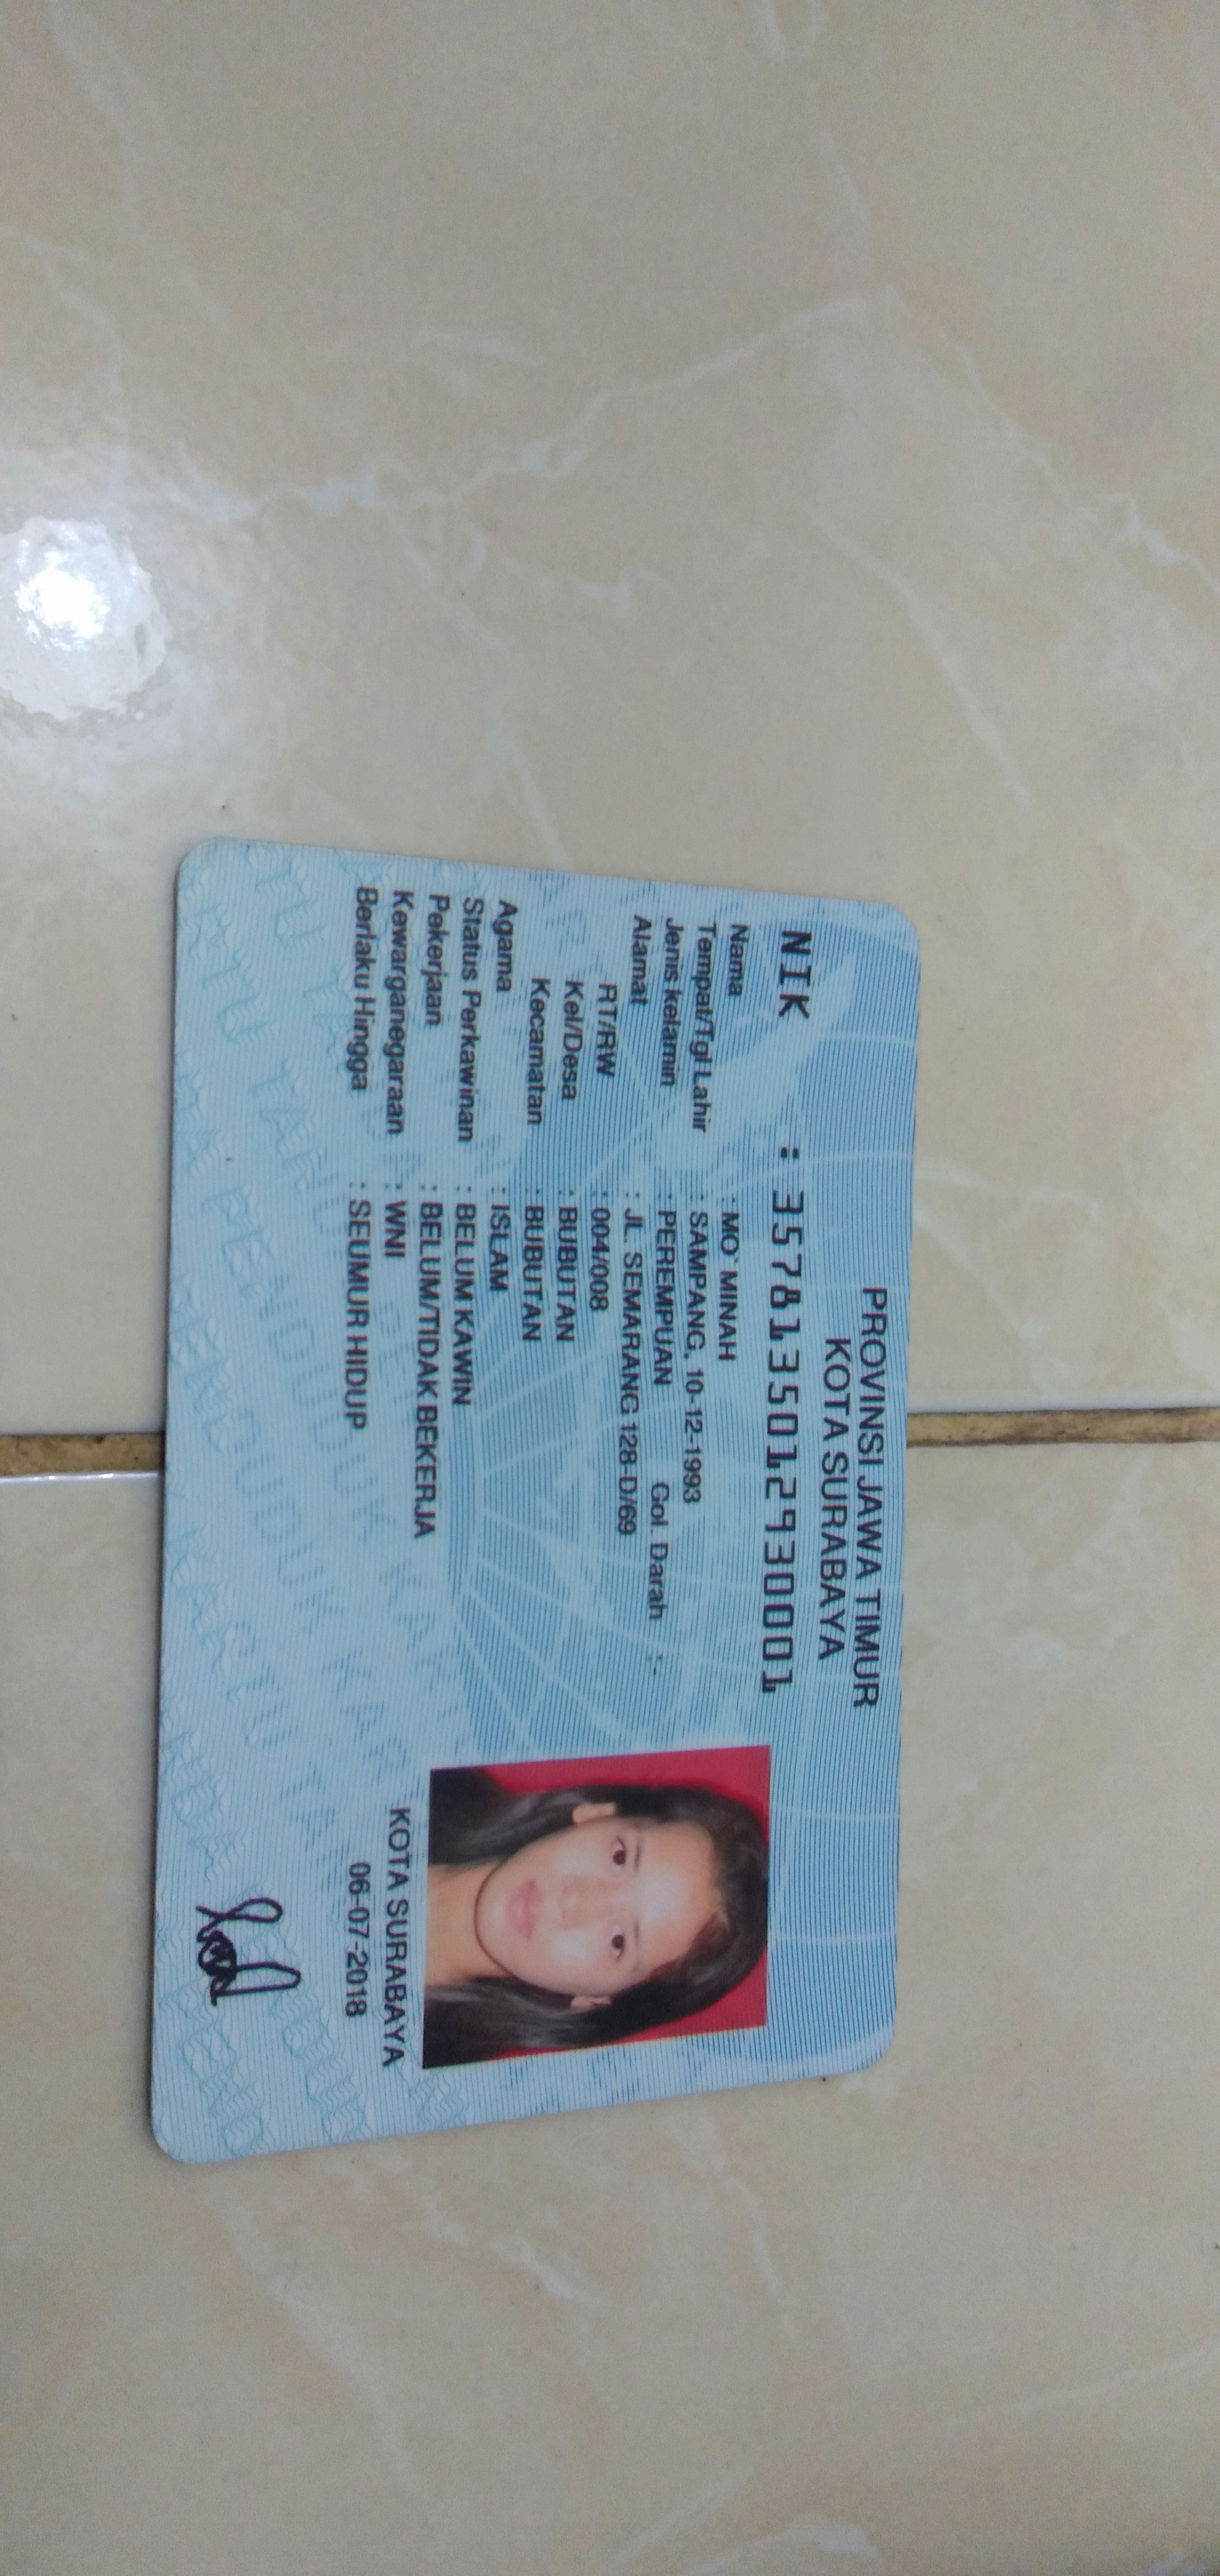 PROVINSI JAWA TIMUR
KOTA SURABAYA
NIK : 3578135012930001
Nama : MO`MINAH
Tempat/Tgl Lahir : SAMPANG, 10-12-1993
Jenis kelamin : PEREMPUAN Gol. Darah :-
Alamat : JL. SEMARANG 128-D/69
RT/RW : 004/008
Kel/Desa : BUBUTAN
Kecamatan : BUBUTAN
Agama : ISLAM
Status Perkawinan : BELUM KAWIN
Pekerjaan : BELUM/TIDAK BEKERJA
Kewarganegaraan : WNI
Berlaku Hingga : SEUMUR HIDUP
KOTA SURABAYA
06-07-2018